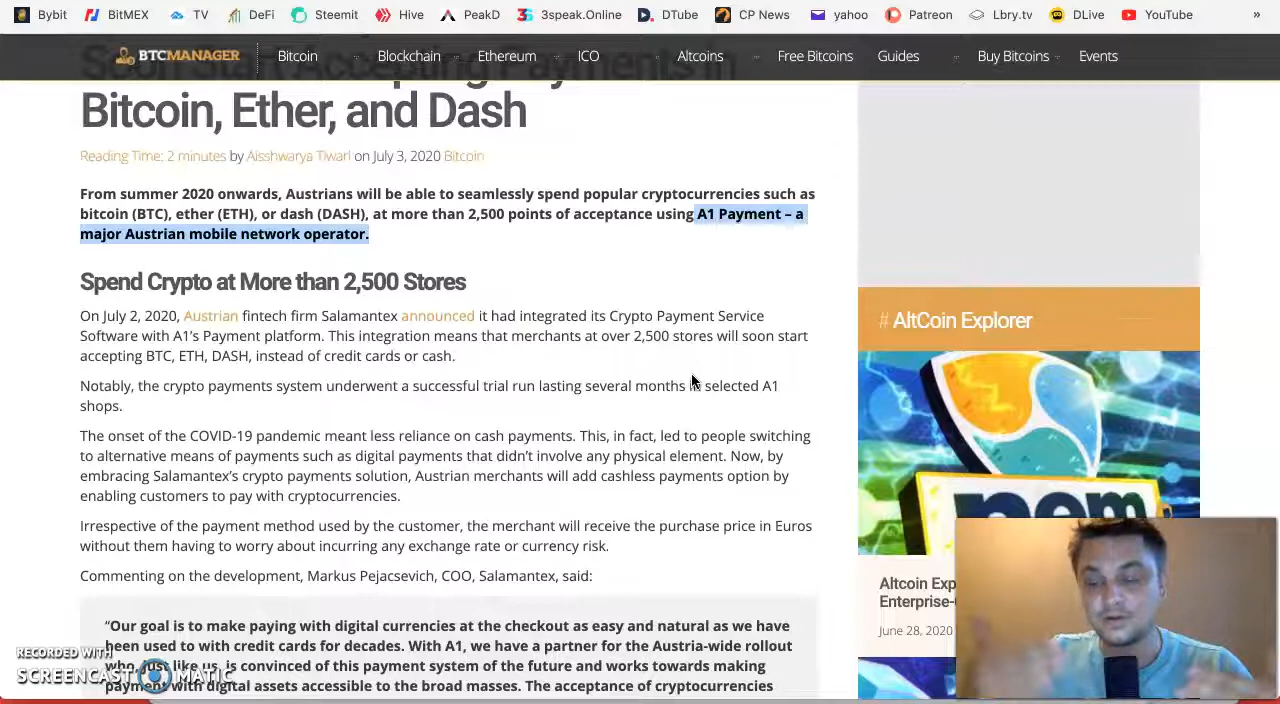 Bybit BitMEX TV DeFi Steemit Hive PeakD 3speak.Online DTube CP News yahoo Patreon Lbry.tv DLive YouTube »
BTCMANAGER Bitcoin Blockchain Ethereum ICO Altcoins Free Bitcoins Guides Buy Bitcoins Events
Bitcoin, Ether, and Dash
Reading Time: 2 minutes by Aisshwarya Tiwari on July 3, 2020 Bitcoin
From summer 2020 onwards, Austrians will be able to seamlessly spend popular cryptocurrencies such as
bitcoin (BTC), ether (ETH), or dash (DASH), at more than 2,500 points of acceptance using A1 Payment – a
major Austrian mobile network operator.
Spend Crypto at More than 2,500 Stores
On July 2, 2020, Austrian fintech firm Salamantex announced it had integrated its Crypto Payment Service
Software with A1's Payment platform. This integration means that merchants at over 2,500 stores will soon start
accepting BTC, ETH, DASH, instead of credit cards or cash.
Notably, the crypto payments system underwent a successful trial run lasting several months in selected A1
shops.
The onset of the COVID-19 pandemic meant less reliance on cash payments. This, in fact, led to people switching
to alternative means of payments such as digital payments that didn't involve any physical element. Now, by
embracing Salamantex's crypto payments solution, Austrian merchants will add cashless payments option by
enabling customers to pay with cryptocurrencies.
Irrespective of the payment method used by the customer, the merchant will receive the purchase price in Euros
without them having to worry about incurring any exchange rate or currency risk.
Commenting on the development, Markus Pejacsevich, COO, Salamantex, said:
"Our goal is to make paying with digital currencies at the checkout as easy and natural as we have
been used to with credit cards for decades. With A1, we have a partner for the Austria-wide rollout
who, just like us, is convinced of this payment system of the future and works towards making
payment with digital assets accessible to the broad masses. The acceptance of cryptocurrencies
# AltCoin Explorer
nem
Altcoin Exp
Enterprise-
June 28, 2020
RECORDED WITH
SCREENCAST MATIC